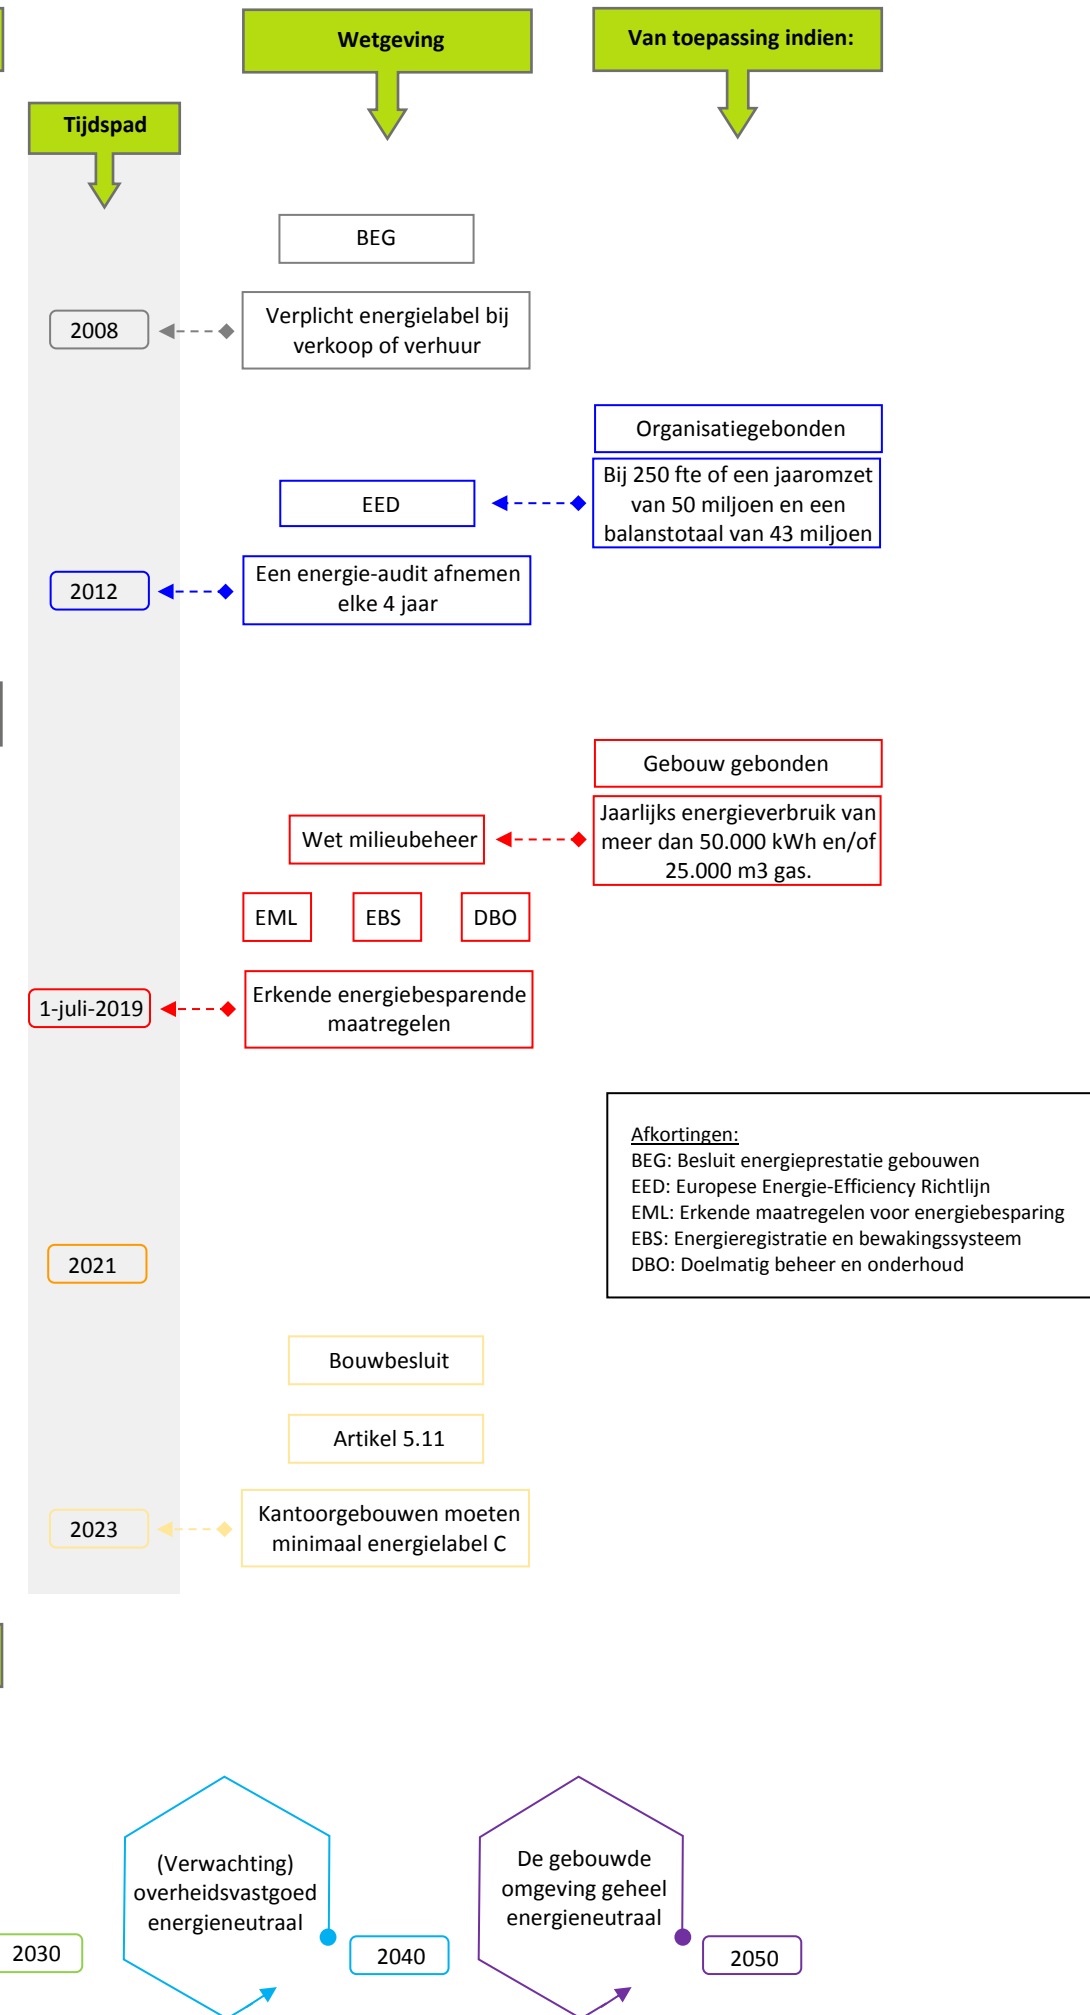 Wetgeving
Van toepassing indien:
Tijdspad
BEG
2008
Verplicht energielabel bij
verkoop of verhuur
Organisatiegebonden
Bij 250 fte of een jaaromzet
van 50 miljoen en een
balanstotaal van 43 miljoen
EED
2012
Een energie-audit afnemen
elke 4 jaar
Gebouw gebonden
Jaarlijks energieverbruik van
meer dan 50.000 kWh en/of
25.000 m3 gas.
Wet milieubeheer
EML
EBS
DBO
1-juli-2019
Erkende energiebesparende
maatregelen
Afkortingen:
BEG: Besluit energieprestatie gebouwen
EED: Europese Energie-Efficiency Richtlijn
EML: Erkende maatregelen voor energiebesparing
EBS: Energieregistratie en bewakingssysteem
DBO: Doelmatig beheer en onderhoud
2021
Bouwbesluit
Artikel 5.11
2023
Kantoorgebouwen moeten
minimaal energielabel C
2030
(Verwachting)
overheidsvastgoed
energieneutraal
2040
De gebouwde
omgeving geheel
energieneutraal
2050